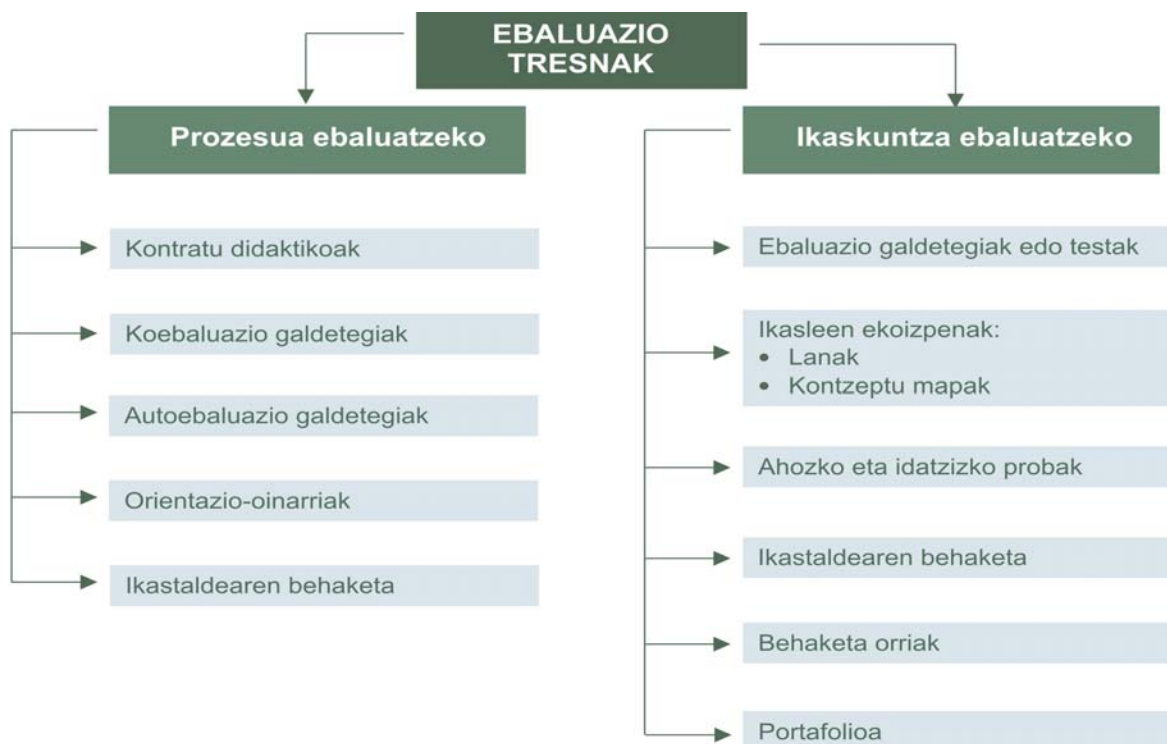 EBALUAZIO
TRESNAK
Prozesua ebaluatzeko
Kontratu didaktikoak
Koebaluazio galdetegiak
Autoebaluazio galdetegiak
Orientazio-oinarriak
Ikastaldearen behaketa
Ikaskuntza ebaluatzeko
Ebaluazio galdetegiak edo testak
Ikasleen ekoizpenak:
• Lanak
• Kontzeptu mapak
Ahozko eta idatzizko probak
Ikastaldearen behaketa
Behaketa orriak
Portafolioa